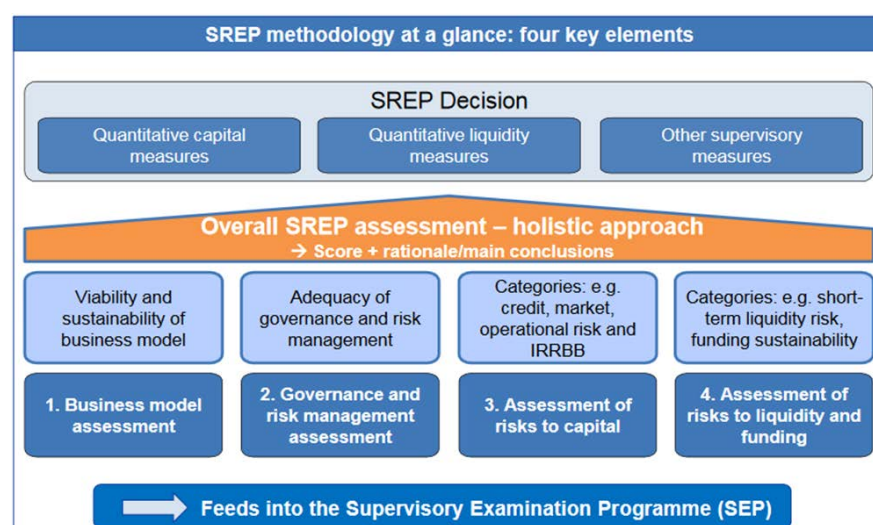 SREP methodology at a glance: four key elements
SREP Decision
Quantitative capital
measures
Quantitative liquidity
measures
Other supervisory
measures
Overall SREP assessment – holistic approach
→ Score + rationale/main conclusions
Viability and
sustainability of
business model
Adequacy of
governance and risk
management
Categories: e.g.
credit, market,
operational risk and
IRRBB
Categories: e.g. short-
term liquidity risk,
funding sustainability
1. Business model
assessment
2. Governance and
risk management
assessment
3. Assessment of
risks to capital
4. Assessment of
risks to liquidity and
funding
Feeds into the Supervisory Examination Programme (SEP)